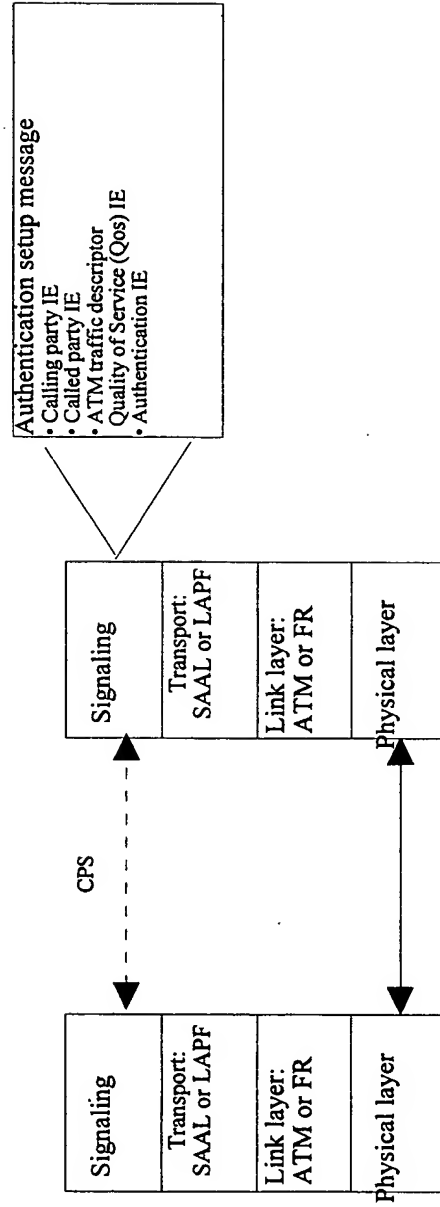 Signaling
Transport:
SAAL or LAPF
Link layer:
ATM or FR
Physical layer
CPS
Signaling
Transport:
SAAL or LAPF
Link layer:
ATM or FR
Physical layer
Authentication setup message
• Calling party IE
• Called party IE
• ATM traffic descriptor
Quality of Service (Qos) IE
• Authentication IE